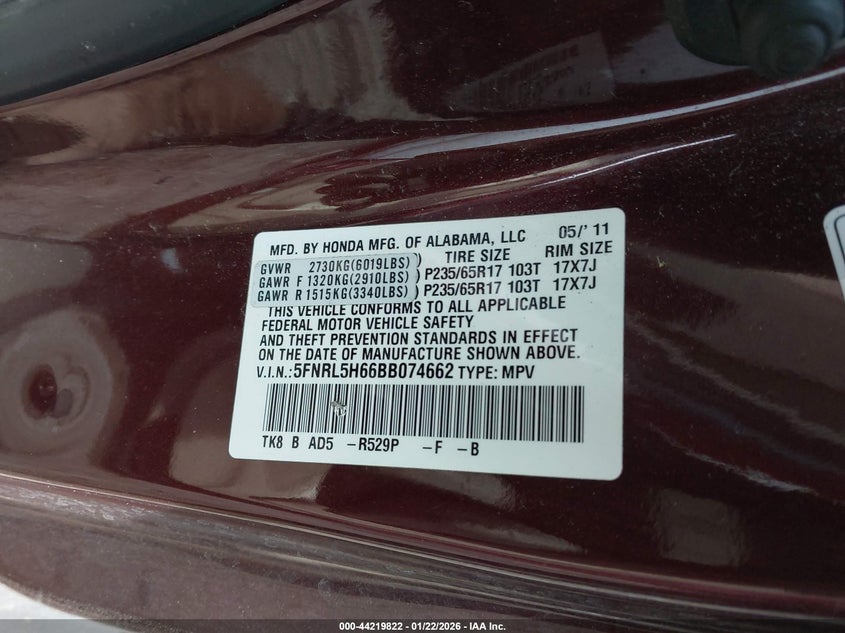 MFD. BY HONDA MFG. OF ALABAMA, LLC 05/' 11
TIRE SIZE RIM SIZE
GVWR 2730KG(6019LBS)
GAWR F 1320KG(2910LBS) P235/65R17 103T 17X7J
GAWR R 1515KG(3340LBS) P235/65R17 103T 17X7J
THIS VEHICLE CONFORMS TO ALL APPLICABLE
FEDERAL MOTOR VEHICLE SAFETY
AND THEFT PREVENTION STANDARDS IN EFFECT
ON THE DATE OF MANUFACTURE SHOWN ABOVE.
V.I.N.:5FNRL5H66BB074662 TYPE: MPV
TK8 B AD5 -R529P -F -B
000-44219822 - 01/22/2026 - IAA Inc.